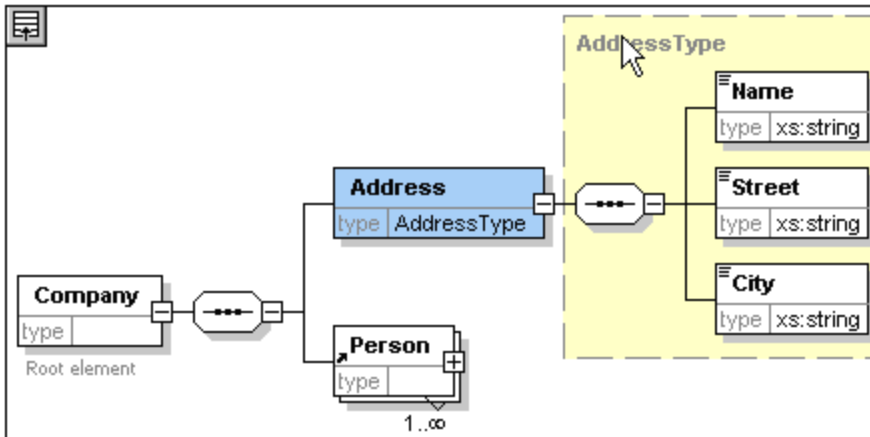 AddressType
Name
type xs:string
Address
type AddressType
Street
type xs:string
Company
type
Root element
City
type xs:string
Person
type
1..∞